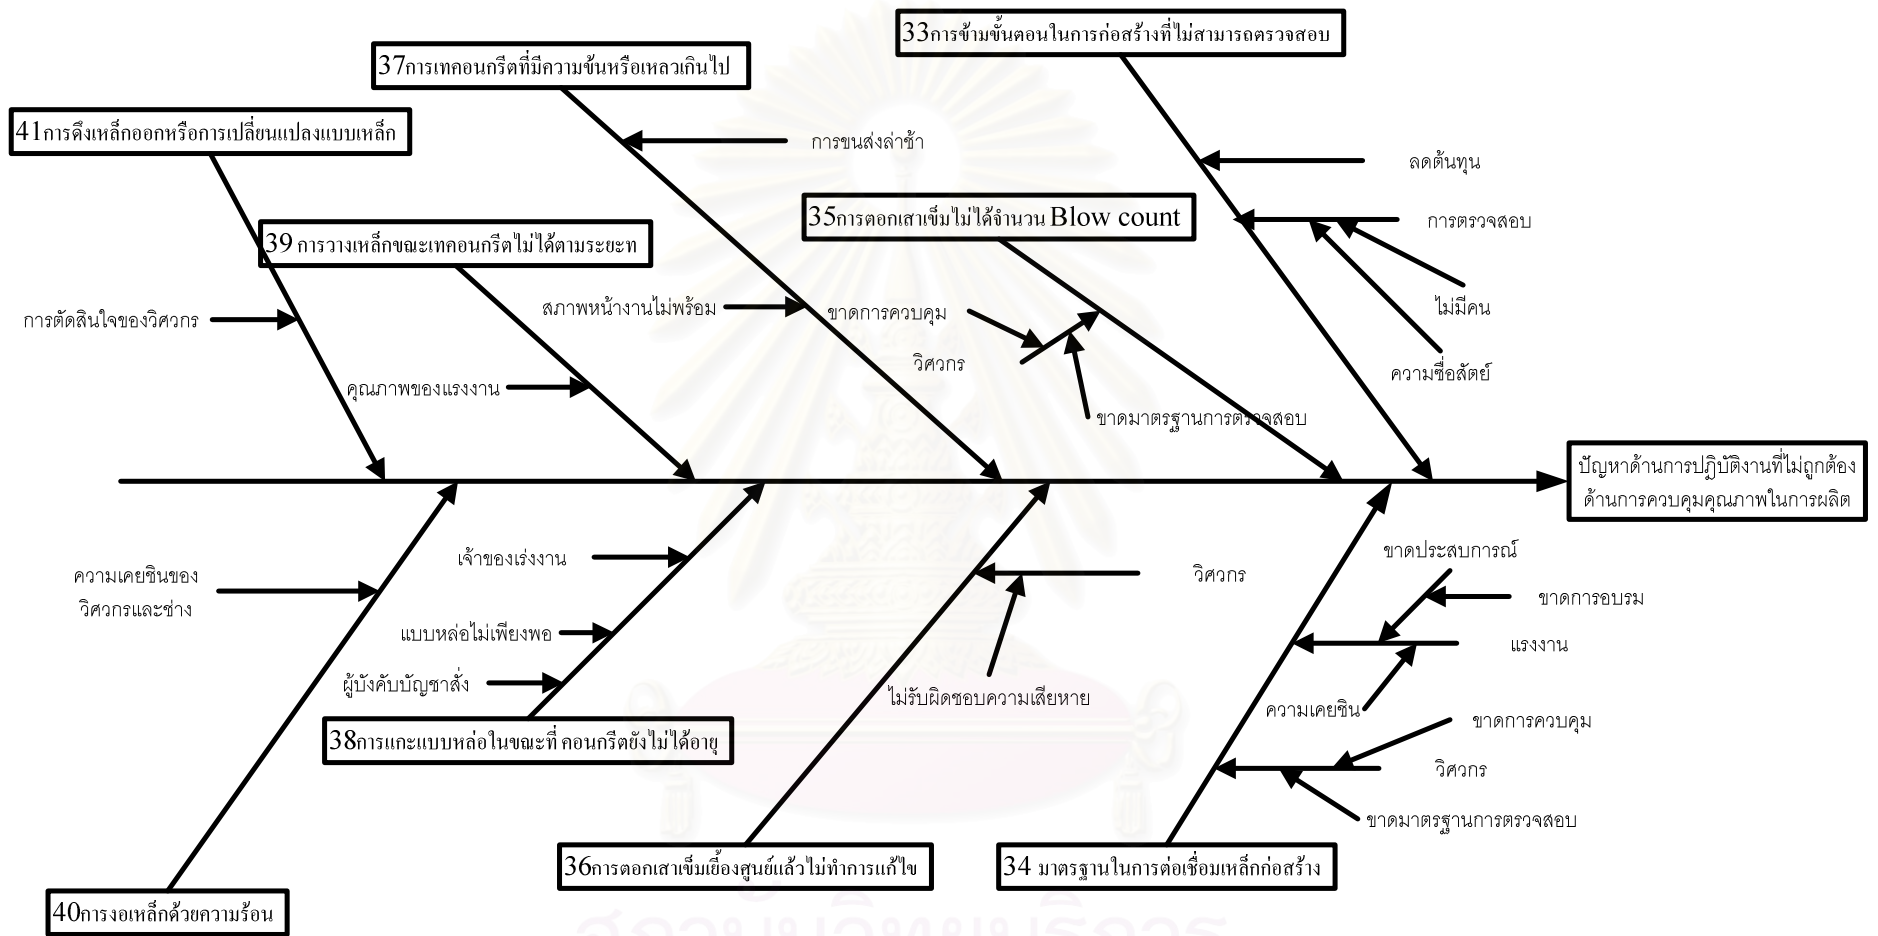 33การข้ามขั้นตอนในการก่อสร้างที่ไม่สามารถตรวจสอบ
37การเทคอนกรีตที่มีความข้นหรือเหลวเกินไป
41การดึงเหล็กออกหรือการเปลี่ยนแปลงแบบเหล็ก
การขนส่งล่าช้า
ลดต้นทุน
35การตอกเสาเข็มไม่ได้จำนวน Blow count
การตรวจสอบ
39 การวางเหล็กขณะเทคอนกรีตไม่ได้ตามระยะท
ไม่มีคน
สภาพหน้างานไม่พร้อม
ขาดการควบคุม
การตัดสินใจของวิศวกร
วิศวกร
ความซื่อสัตย์
คุณภาพของแรงงาน
ขาดมาตรฐานการตรวจสอบ
ปัญหาด้านการปฎิบัติงานที่ไม่ถูกต้อง
ด้านการควบคุมคุณภาพในการผลิต
ขาดประสบการณ์
เจ้าของเร่งงาน
ความเคยชินของ
วิศวกรและช่าง
วิศวกร
ขาดการอบรม
แบบหล่อไม่เพียงพอ
แรงงาน
ผู้บังคับบัญชาสั่ง
ไม่รับผิดชอบความเสียหาย
ความเคยชิน
ขาดการควบคุม
38การแกะแบบหล่อในขณะที่ คอนกรีตยังไม่ได้อายุ
วิศวกร
ขาดมาตรฐานการตรวจสอบ
36การตอกเสาเข็มเยื้องศูนย์แล้วไม่ทำการแก้ไข
34 มาตรฐานในการต่อเชื่อมเหล็กก่อสร้าง
40การงอเหล็กด้วยความร้อน
สถาบันวิทยบริการ